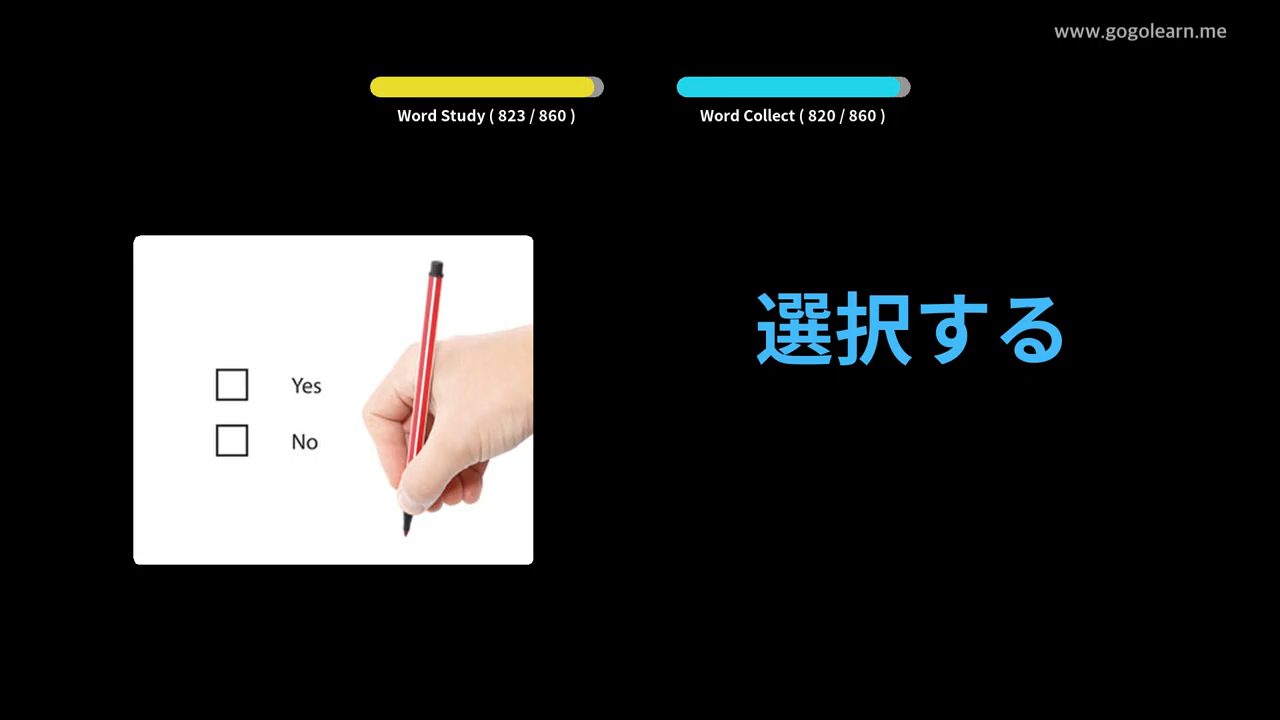 www.gogolearn.me
Word Study ( 823 / 860 )
Word Collect ( 820 / 860 )
選択する
Yes
No